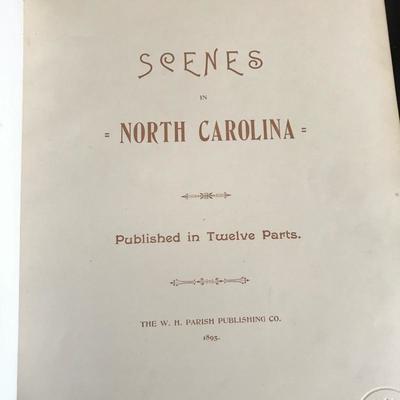 SCENES
IN
= NORTH CAROLINA =
Published in Twelve Parts.
THE W. H. PARISH PUBLISHING CO.
1895.